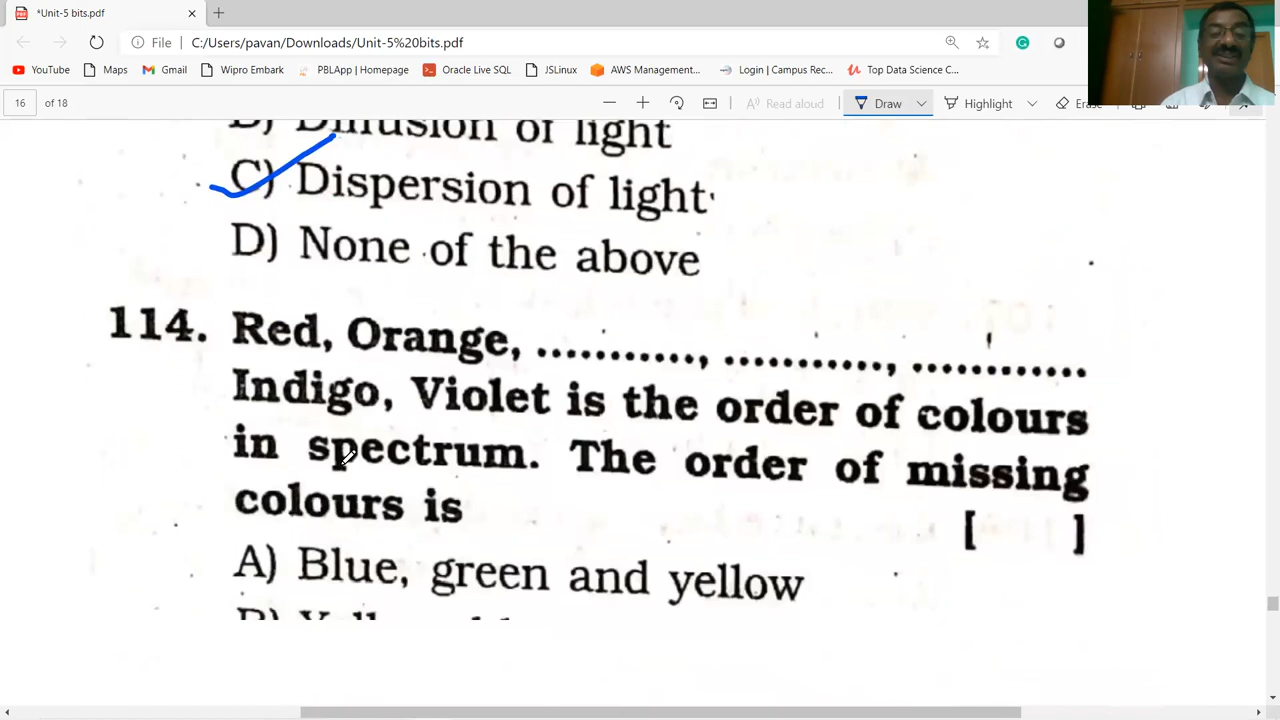 *Unit-5 bits.pdf
File C:/Users/pavan/Downloads/Unit-5%20bits.pdf
YouTube Maps Gmail Wipro Embark PBLApp | Homepage Oracle Live SQL JSLinux AWS Management... Login | Campus Rec... Top Data Science C...
16 of 18 Read aloud Draw Highlight Erase
of light
C) Dispersion of light
D) None of the above
114. Red, Orange, ..........., ..........., ............
Indigo, Violet is the order of colours
in spectrum. The order of missing
colours is [ ]
A) Blue, green and yellow